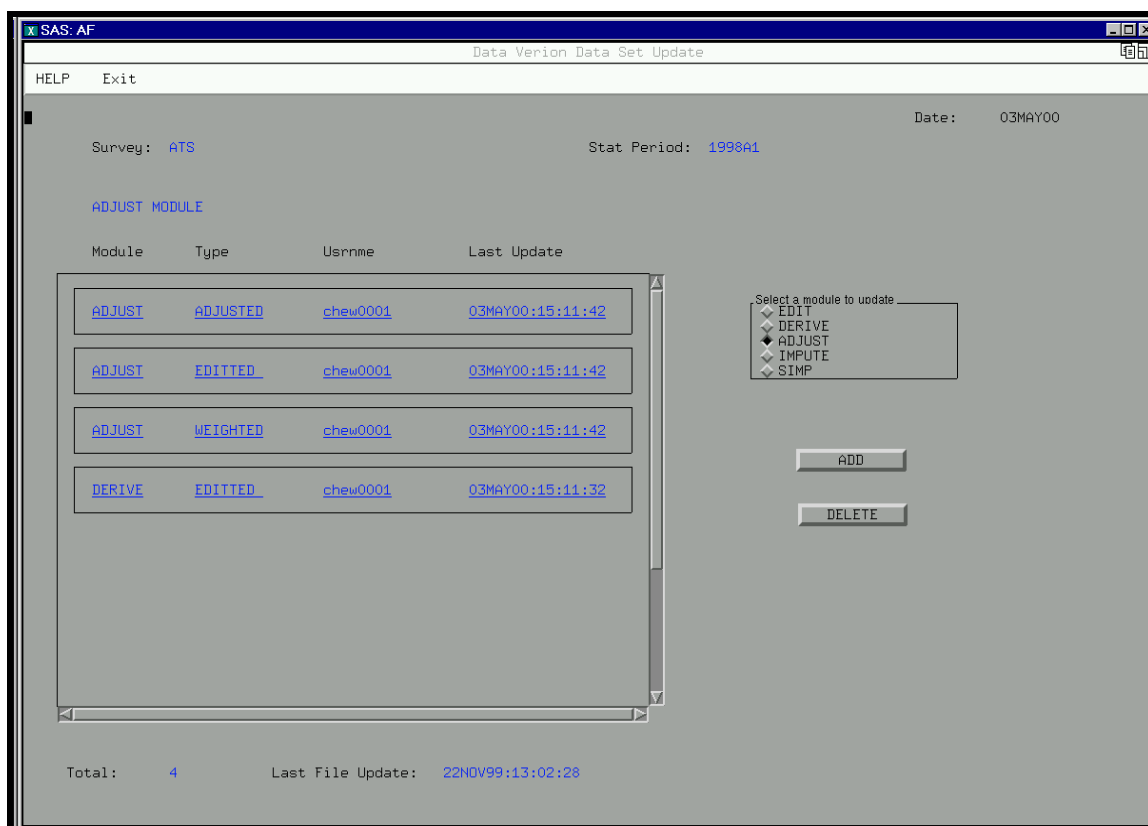 X SAS: AF
Data Verion Data Set Update
HELP Exit
Date: 03MAY00
Survey: ATS Stat Period: 1998A1
ADJUST MODULE
Module Type Usrnme Last Update
ADJUST ADJUSTED chew0001 03MAY00:15:11:42
ADJUST EDITTED chew0001 03MAY00:15:11:42
ADJUST WEIGHTED chew0001 03MAY00:15:11:42
DERIVE EDITTED chew0001 03MAY00:15:11:32
Select a module to update
EDIT
DERIVE
ADJUST
IMPUTE
SIMP
ADD
DELETE
Total: 4 Last File Update: 22NOV99:13:02:28